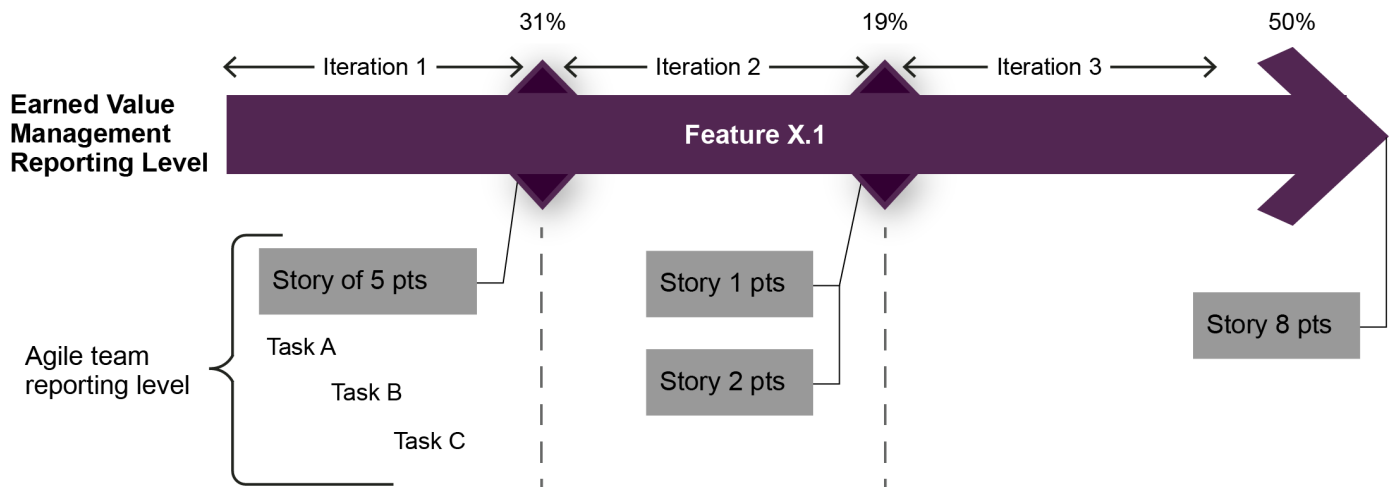 31%
19%
50%
Iteration 1
Iteration 2
Iteration 3
Earned Value
Management
Reporting Level
Feature X.1
Story of 5 pts
Story 1 pts
Story 2 pts
Story 8 pts
Task A
Task B
Task C
Agile team
reporting level